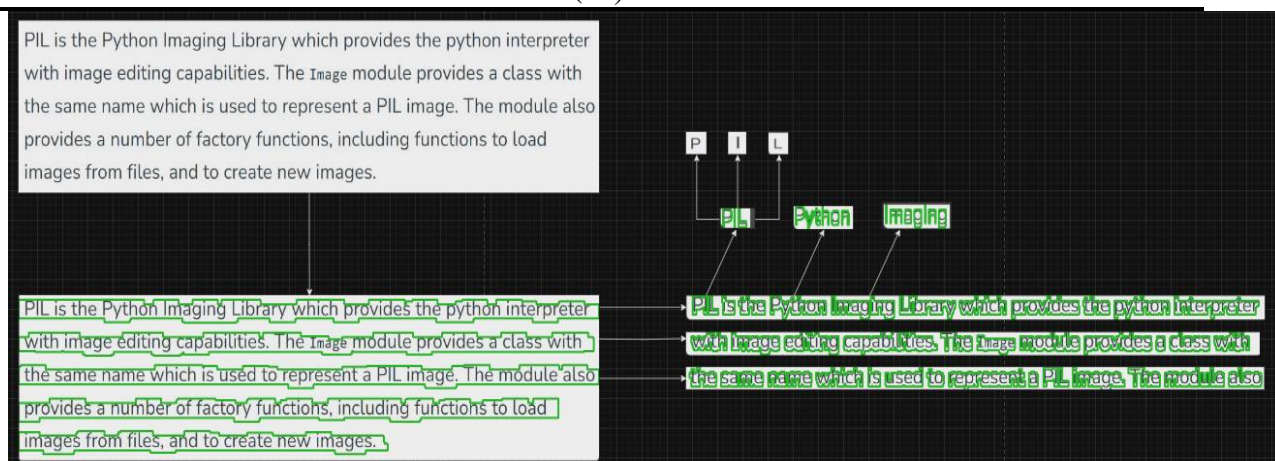 PIL is the Python Imaging Library which provides the python interpreter
with image editing capabilities. The Image module provides a class with
the same name which is used to represent a PIL image. The module also
provides a number of factory functions, including functions to load
images from files, and to create new images.
P I L
PIL Python Imaging
PIL is the Python Imaging Library which provides the python interpreter
with image editing capabilities. The Image module provides a class with
the same name which is used to represent a PIL image. The module also
provides a number of factory functions, including functions to load
images from files, and to create new images.
PIL is the Python Imaging Library which provides the python interpreter
with image editing capabilities. The Image module provides a class with
the same name which is used to represent a PIL image. The module also